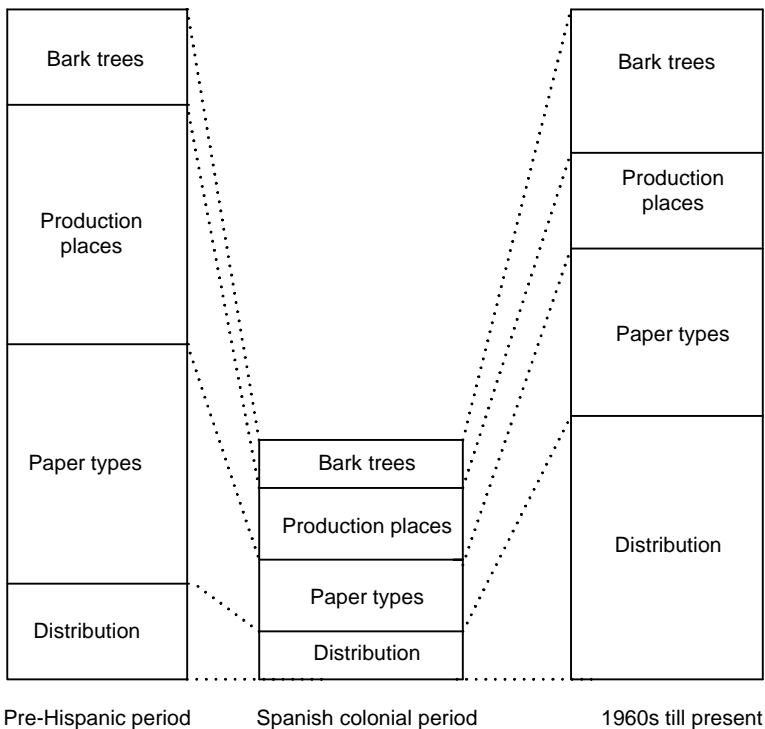 Bark trees
Production
places
Paper types
Distribution
Pre-Hispanic period
Bark trees
Production places
Paper types
Distribution
Spanish colonial period
Bark trees
Production
places
Paper types
Distribution
1960s till present